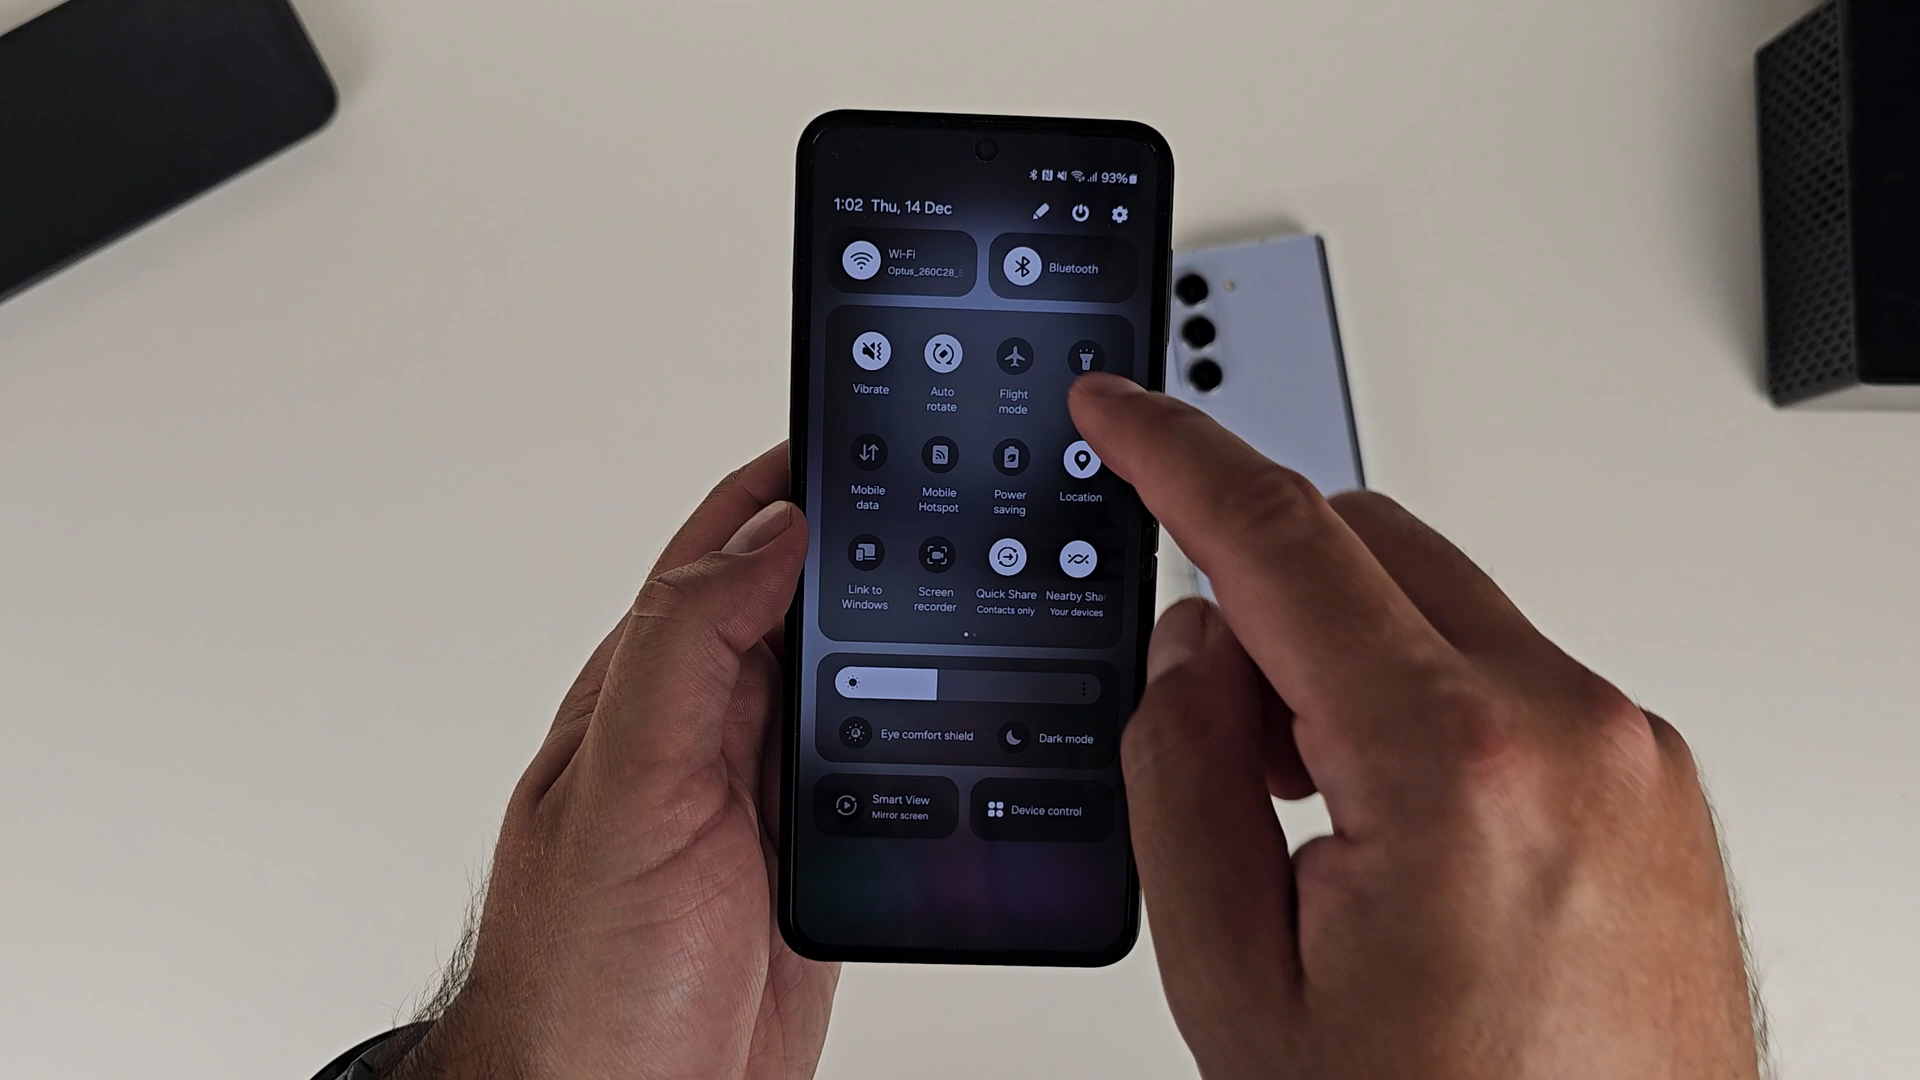 93%
1:02 Thu, 14 Dec
Wi-Fi
Optus_260C28_
Bluetooth
Vibrate
Auto
rotate
Flight
mode
Mobile
data
Mobile
Hotspot
Power
saving
Location
Link to
Windows
Screen
recorder
Quick Share
Contacts only
Nearby Sha
Your devices
Eye comfort shield
Dark mode
Smart View
Mirror screen
Device control